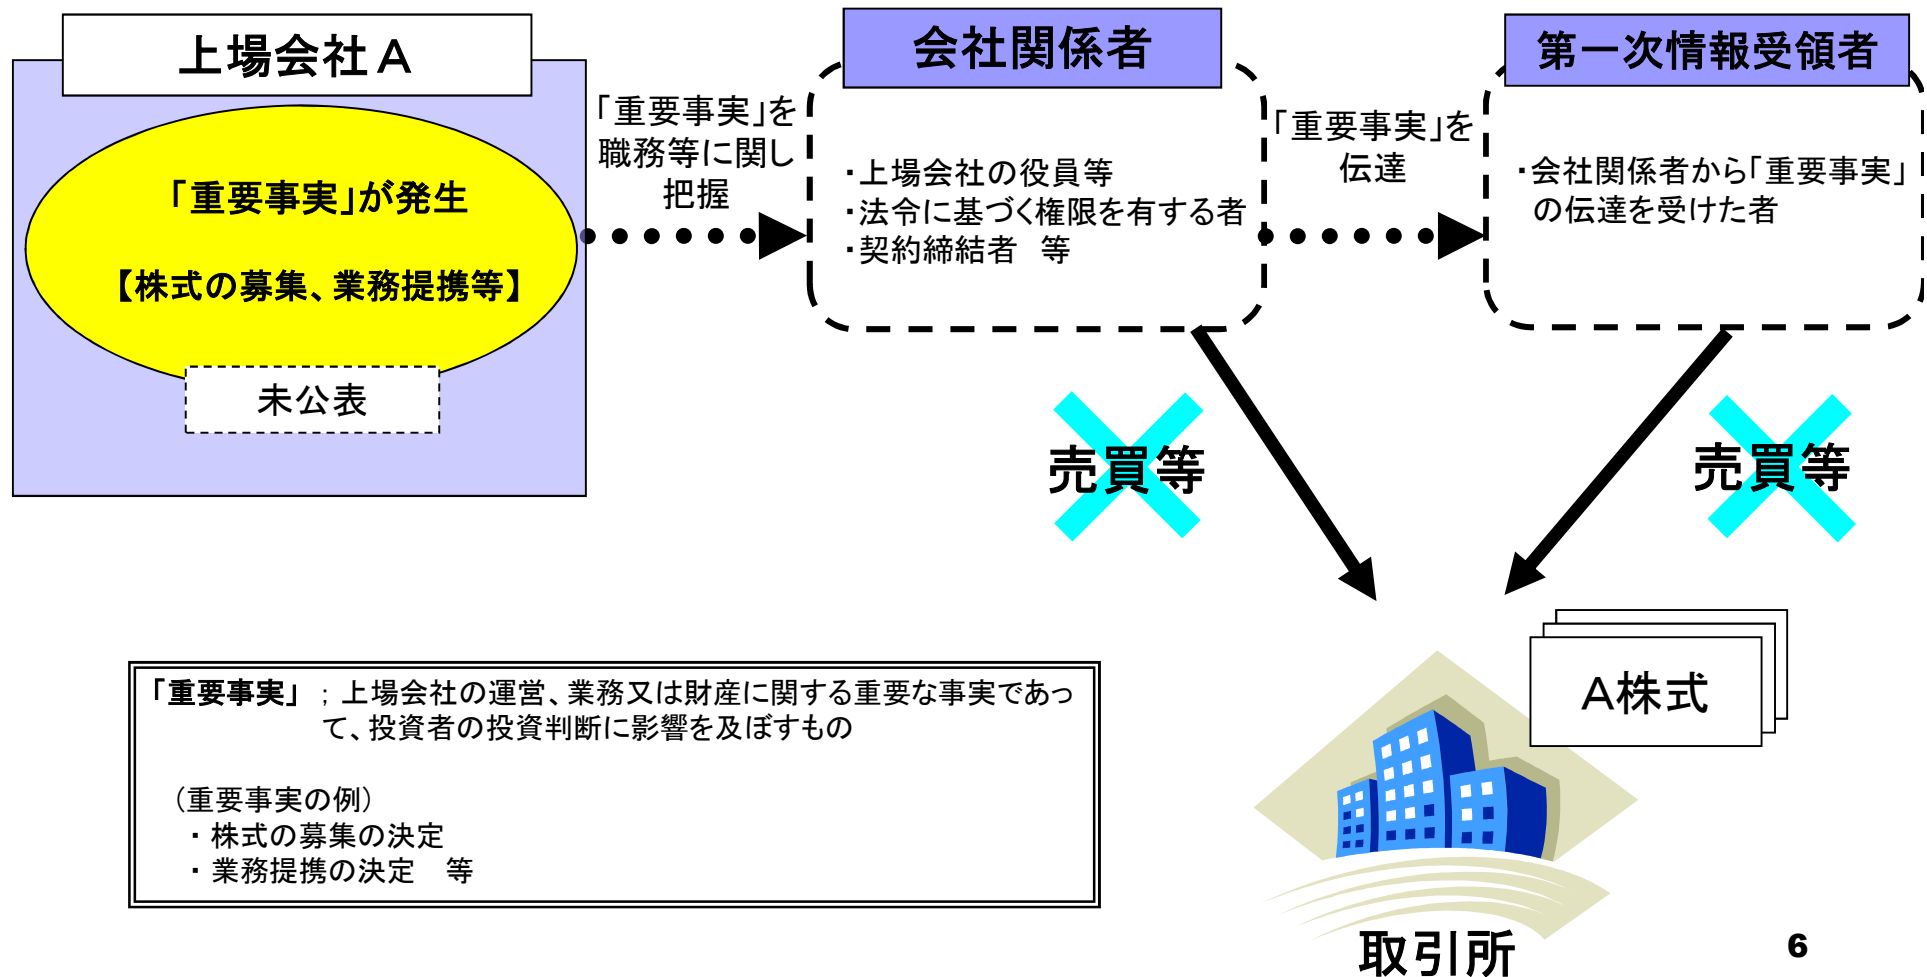 上場会社A
「重要事実」が発生
【株式の募集、業務提携等】
未公表
「重要事実」を
職務等に関し
把握
会社関係者
・上場会社の役員等
・法令に基づく権限を有する者
・契約締結者　等
「重要事実」を
伝達
第一次情報受領者
・会社関係者から「重要事実」
の伝達を受けた者
売買等
売買等
「重要事実」；上場会社の運営、業務又は財産に関する重要な事実であっ
て、投資者の投資判断に影響を及ぼすもの
（重要事実の例）
・株式の募集の決定
・業務提携の決定　等
A株式
取引所
6